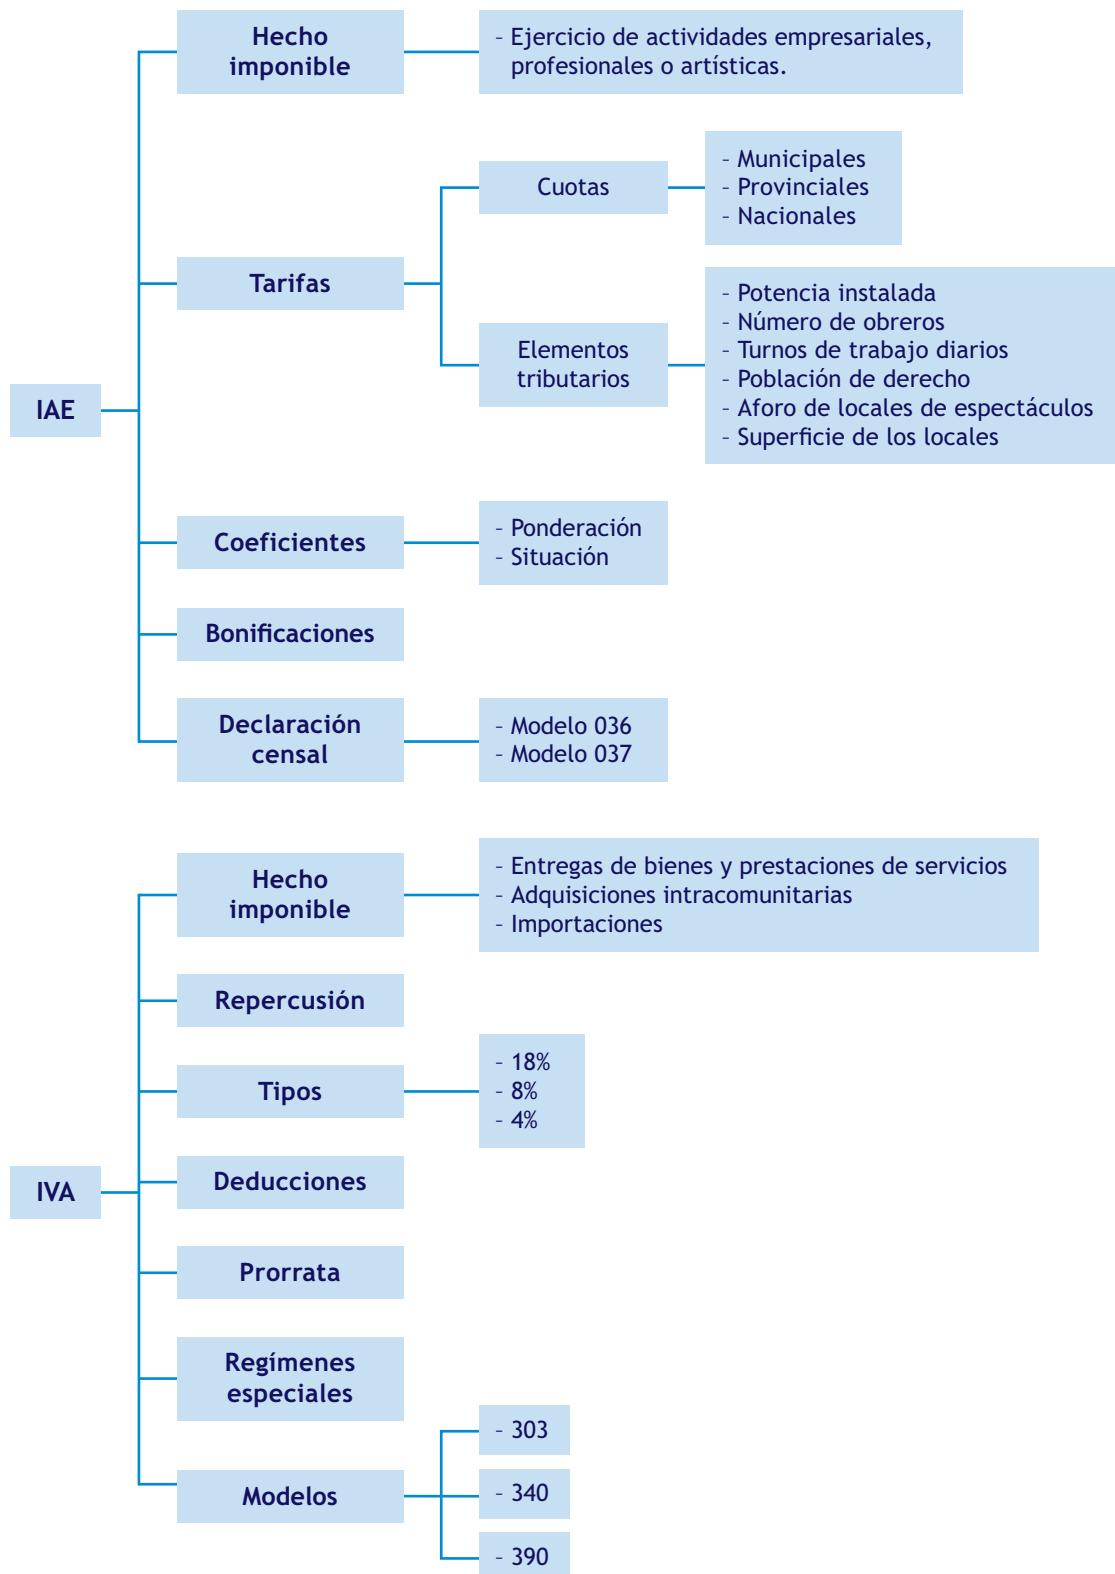 Hecho
imponible
– Ejercicio de actividades empresariales,
profesionales o artísticas.
Cuotas
– Municipales
– Provinciales
– Nacionales
Tarifas
Elementos
tributarios
– Potencia instalada
– Número de obreros
– Turnos de trabajo diarios
– Población de derecho
– Aforo de locales de espectáculos
– Superficie de los locales
IAE
Coeficientes
– Ponderación
– Situación
Bonificaciones
Declaración
censal
– Modelo 036
– Modelo 037
Hecho
imponible
– Entregas de bienes y prestaciones de servicios
– Adquisiciones intracomunitarias
– Importaciones
Repercusión
Tipos
– 18%
– 8%
– 4%
IVA
Deducciones
Prorrata
Regímenes
especiales
Modelos
– 303
– 340
– 390